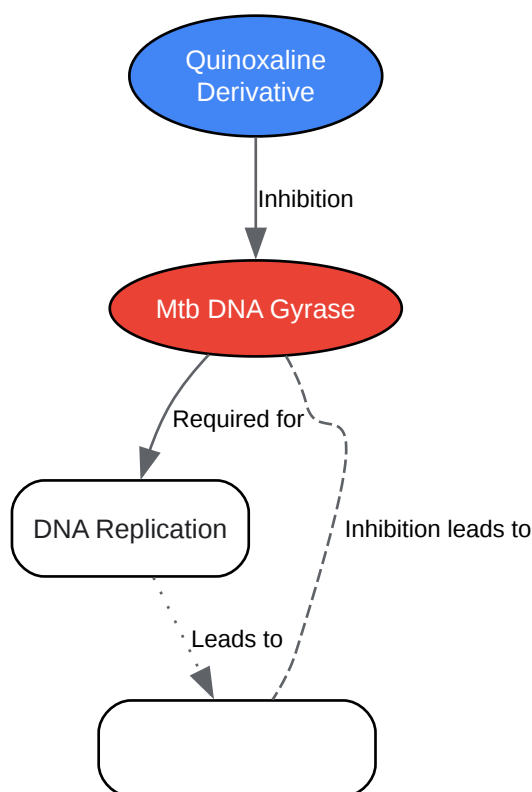 Quinoxaline
Derivative
Inhibition
Mtb DNA Gyrase
Required for
DNA Replication
Inhibition leads to
Leads to